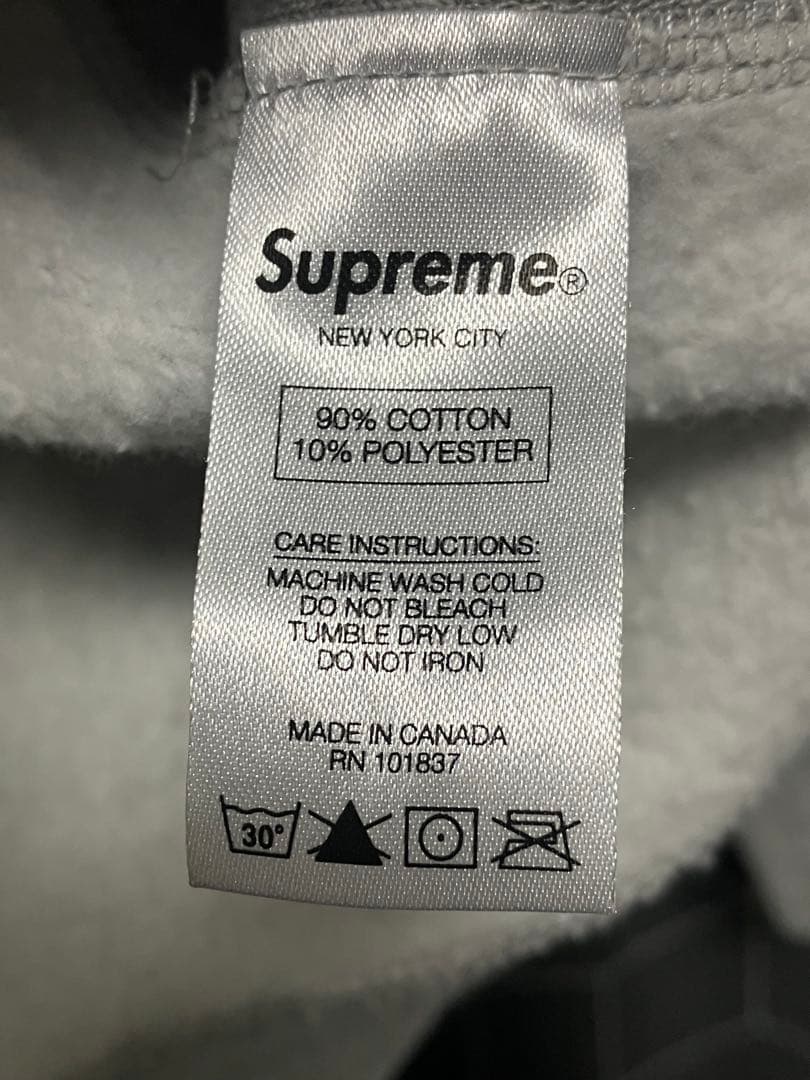 Supreme®
NEW YORK CITY
90% COTTON
10% POLYESTER
CARE INSTRUCTIONS:
MACHINE WASH COLD
DO NOT BLEACH
TUMBLE DRY LOW
DO NOT IRON
MADE IN CANADA
RN 101837
30°